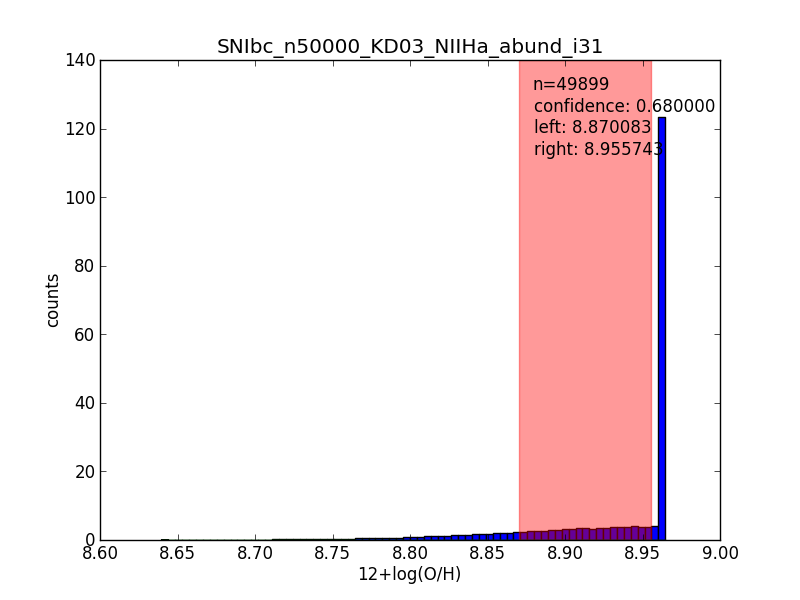 SNIbc_n50000_KD03_NIIHa_abund_i31
140
120
100
80
60
40
20
0
counts
n=49899
confidence: 0.680000
left: 8.870083
right: 8.955743
8.60 8.65 8.70 8.75 8.80 8.85 8.90 8.95 9.00
12+log(O/H)